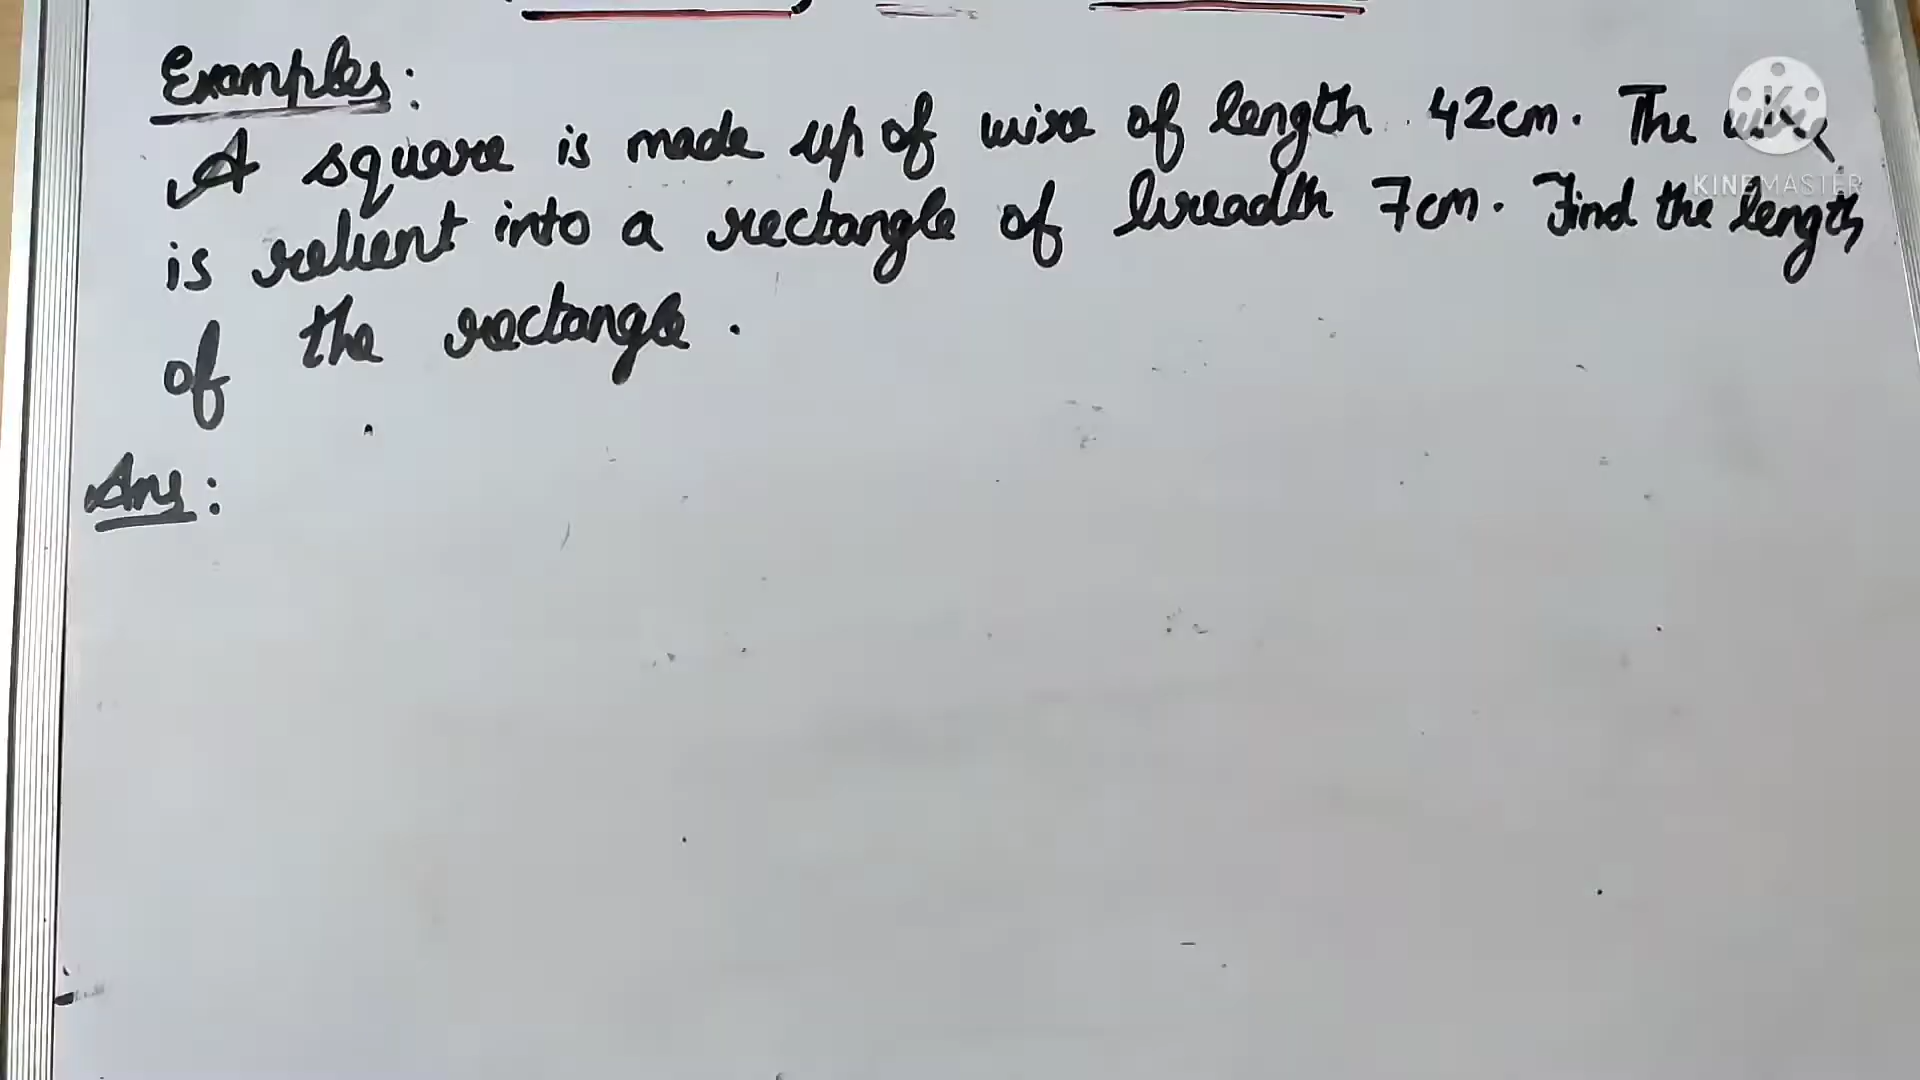 Examples:
A square is made up of wire of length 42cm. The wire
is rebent into a rectangle of breadth 7cm. Find the length
of the rectangle.
Ans:
KINEMASTER